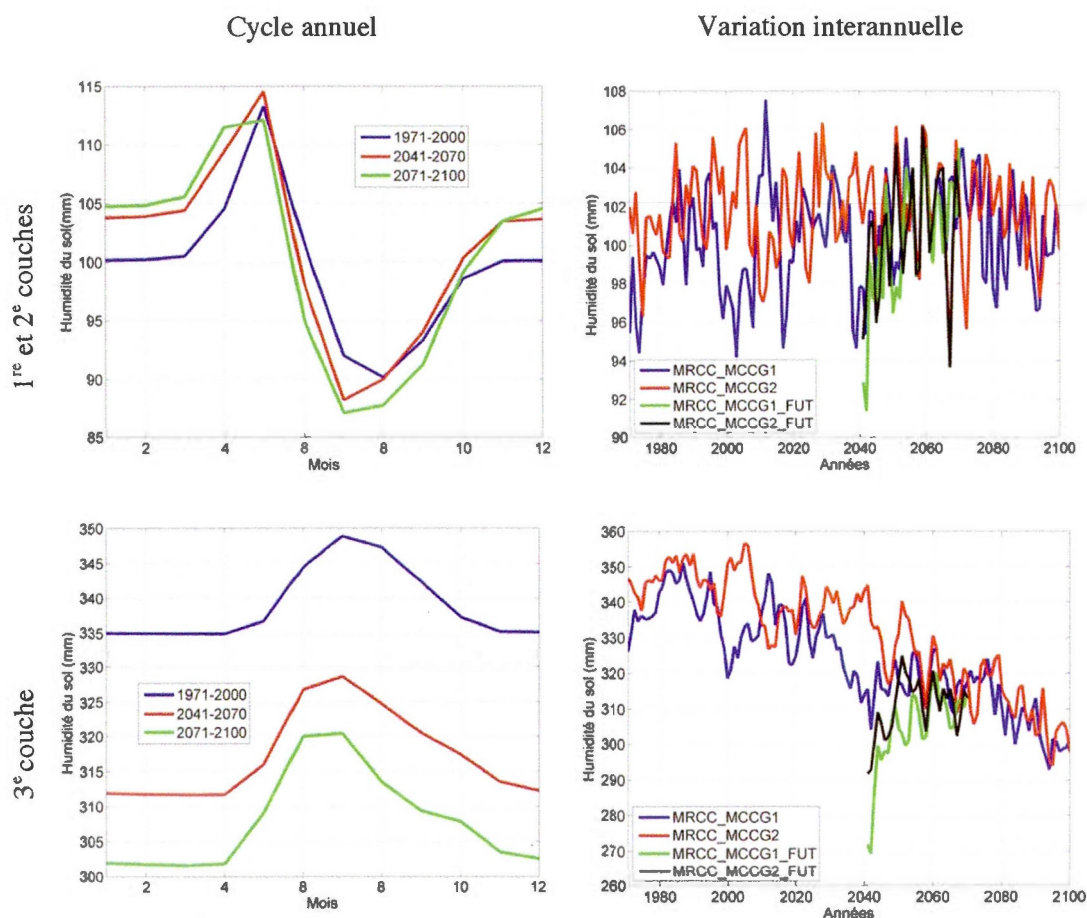 Cycle annuel
Variation interannuelle
1re et 2e couches
Humidité du sol(mm)
115
110
105
100
95
90
85
1971-2000
2041-2070
2071-2100
2 4 8 8 10 12
Mois
Humidité du sol (mm)
108
106
104
102
100
98
96
94
92
90
MRCC_MCCG1
MRCC_MCCG2
MRCC_MCCG1_FUT
MRCC_MCCG2_FUT
1980 2000 2020 2040 2060 2080 2100
Années
3e couche
Humidité du sol (mm)
350
345
340
335
330
325
320
315
310
305
300
1971-2000
2041-2070
2071-2100
2 4 8 8 10 12
Mois
Humidité du sol (mm)
360
350
340
330
320
310
300
290
280
270
260
MRCC_MCCG1
MRCC_MCCG2
MRCC_MCCG1_FUT
MRCC_MCCG2_FUT
1980 2000 2020 2040 2060 2080 2100
Années